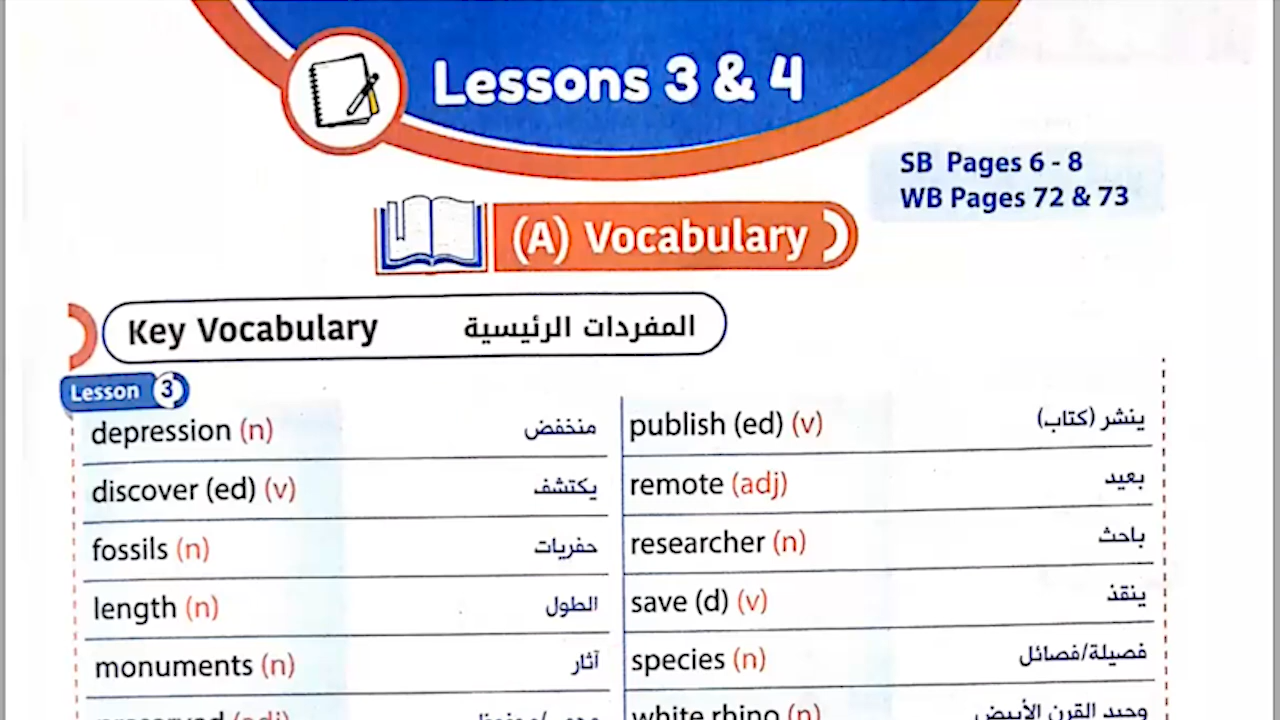 Lessons 3 & 4
SB Pages 6 - 8
WB Pages 72 & 73
(A) Vocabulary
Key Vocabulary المفردات الرئيسية
Lesson 3
depression (n) منخفض
discover (ed) (v) يكتشف
fossils (n) حفريات
length (n) الطول
monuments (n) آثار
preserved (adj)
publish (ed) (v) ينشر (كتاب)
remote (adj) بعيد
researcher (n) باحث
save (d) (v) ينقذ
species (n) فصيلة/فصائل
white rhino (n) وحيد القرن الأبيض